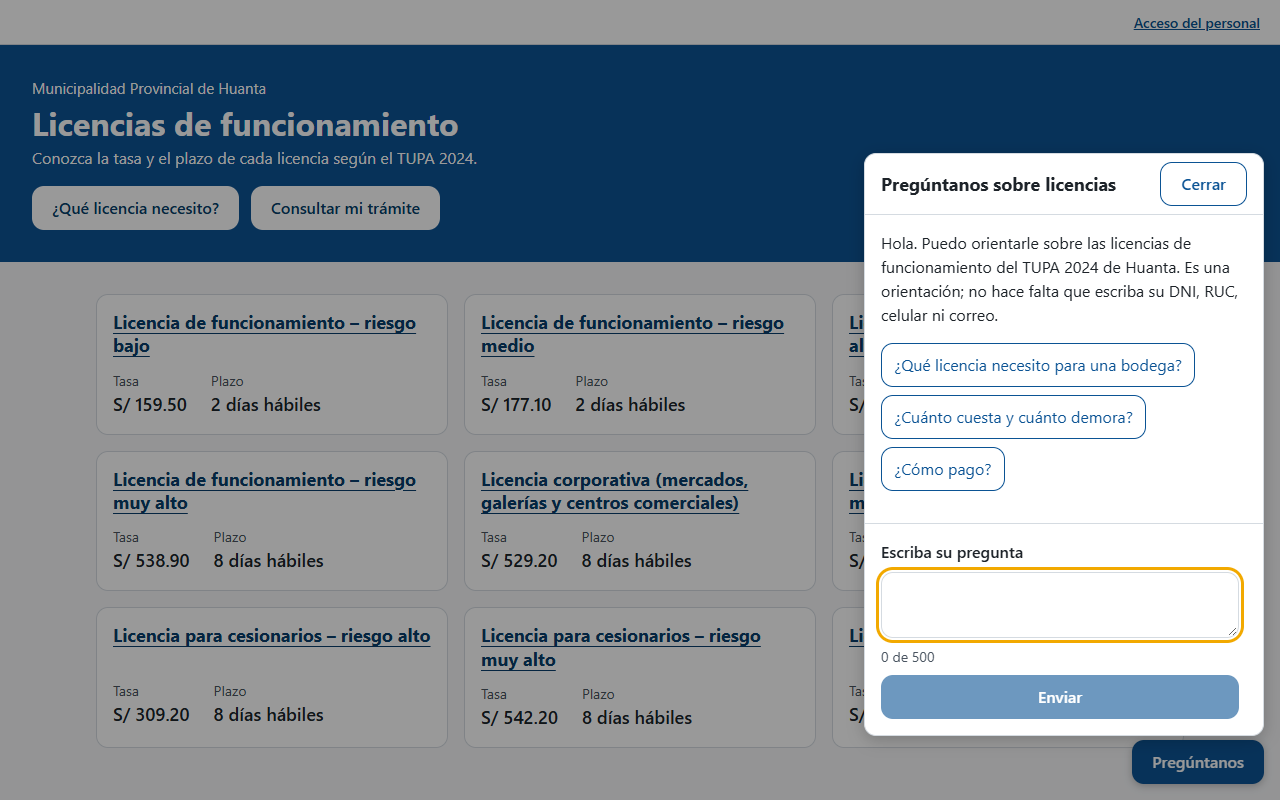 Acceso del personal
Municipalidad Provincial de Huanta
Licencias de funcionamiento
Conozca la tasa y el plazo de cada licencia según el TUPA 2024.
¿Qué licencia necesito?
Consultar mi trámite
Licencia de funcionamiento – riesgo
bajo
Tasa
Plazo
S/ 159.50
2 días hábiles
Licencia de funcionamiento – riesgo
medio
Tasa
Plazo
S/ 177.10
2 días hábiles
Licencia de funcionamiento – riesgo
muy alto
Tasa
Plazo
S/ 538.90
8 días hábiles
Licencia corporativa (mercados,
galerías y centros comerciales)
Tasa
Plazo
S/ 529.20
8 días hábiles
Licencia para cesionarios – riesgo alto
Tasa
Plazo
S/ 309.20
8 días hábiles
Licencia para cesionarios – riesgo
muy alto
Tasa
Plazo
S/ 542.20
8 días hábiles
Pregúntanos sobre licencias
Cerrar
Hola. Puedo orientarle sobre las licencias de
funcionamiento del TUPA 2024 de Huanta. Es una
orientación; no hace falta que escriba su DNI, RUC,
celular ni correo.
¿Qué licencia necesito para una bodega?
¿Cuánto cuesta y cuánto demora?
¿Cómo pago?
Escriba su pregunta
0 de 500
Enviar
Pregúntanos